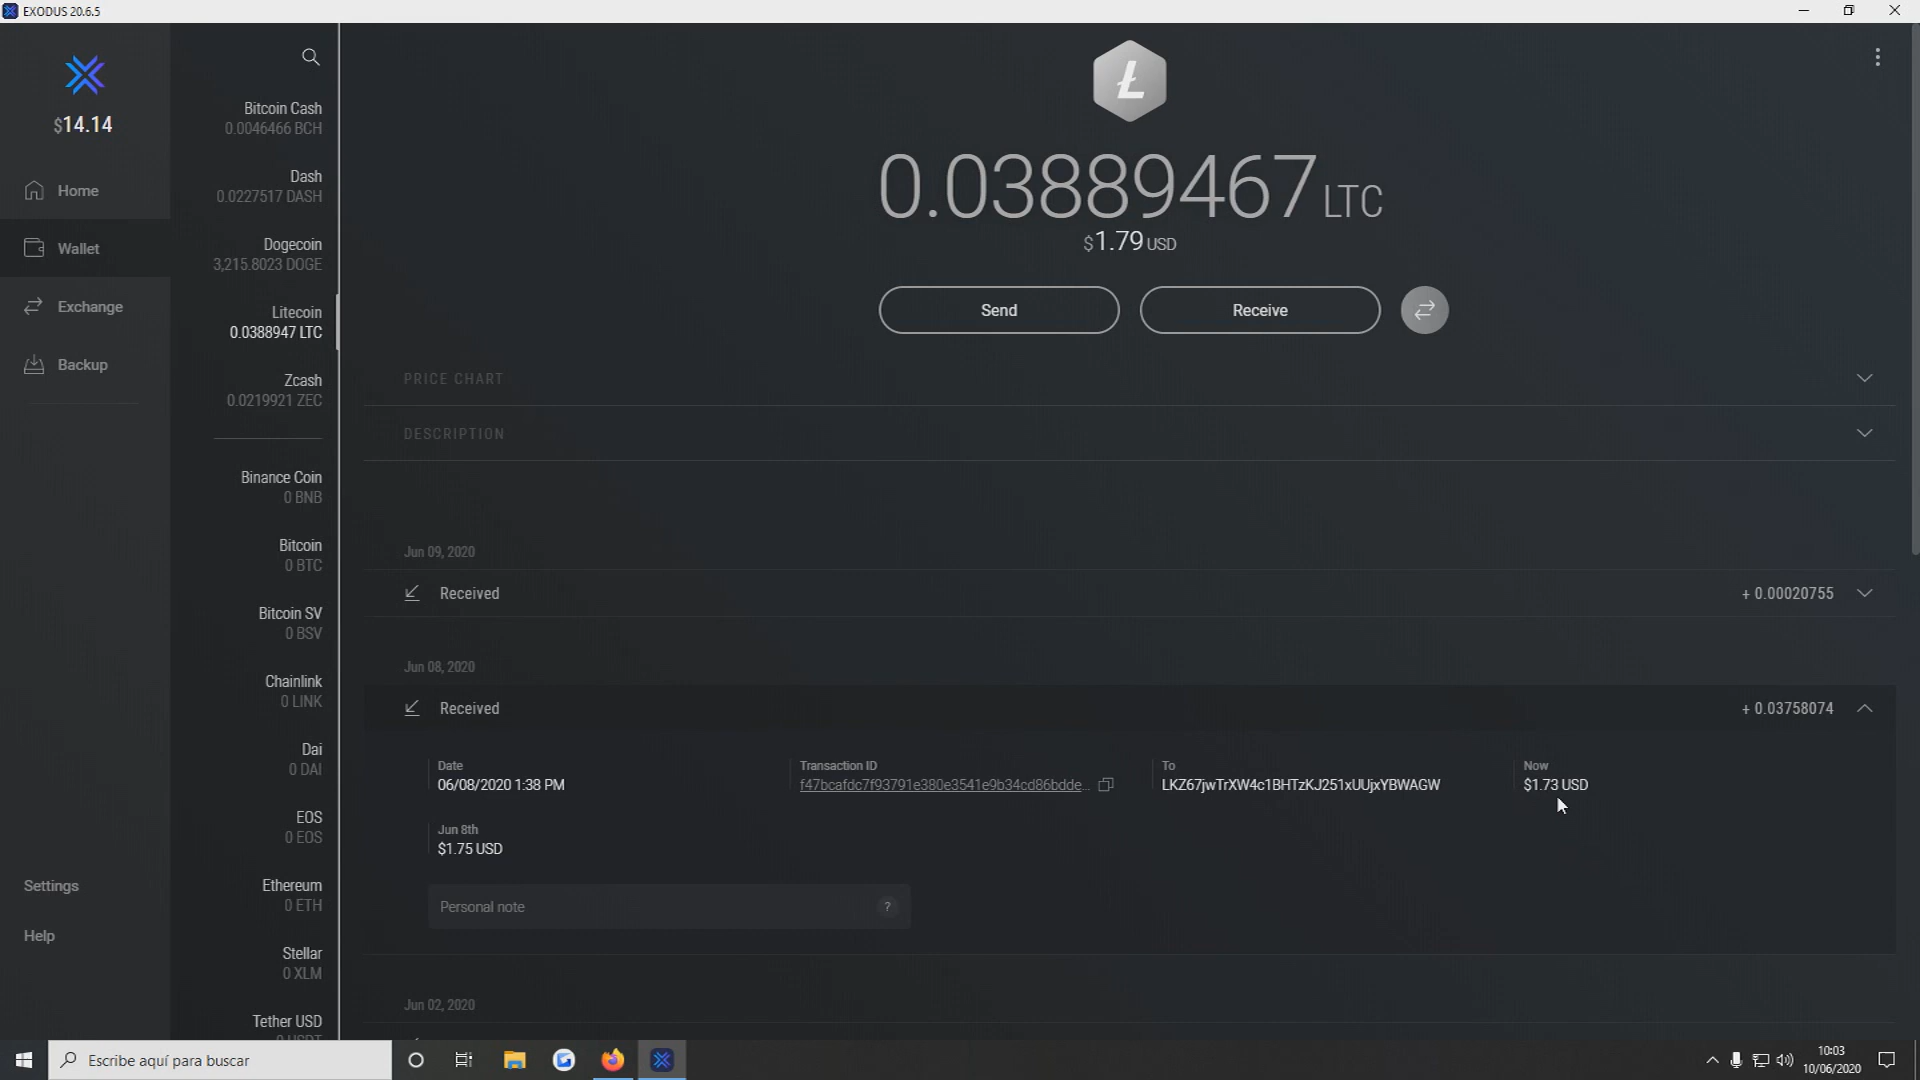 EXODUS 20.6.5
$14.14
Home
Wallet
Exchange
Backup
Settings
Help
Bitcoin Cash
0.0046466 BCH
Dash
0.0227517 DASH
Dogecoin
3,215.8023 DOGE
Litecoin
0.0388947 LTC
Zcash
0.0219921 ZEC
Binance Coin
0 BNB
Bitcoin
0 BTC
Bitcoin SV
0 BSV
Chainlink
0 LINK
Dai
0 DAI
EOS
0 EOS
Ethereum
0 ETH
Stellar
0 XLM
Tether USD
0.03889467 LTC
$1.79 USD
Send
Receive
PRICE CHART
DESCRIPTION
Jun 09, 2020
Received + 0.00020755
Jun 08, 2020
Received + 0.03758074
Date Transaction ID To Now
06/08/2020 1:38 PM f47bcafdc7f93791e380e3541e9b34cd86bdde... LKZ67jwTrXW4c1BHTzKJ251xUUjxYBWAGW $1.73 USD
Jun 8th
$1.75 USD
Personal note ?
Jun 02, 2020
Escribe aquí para buscar
10:03
10/06/2020